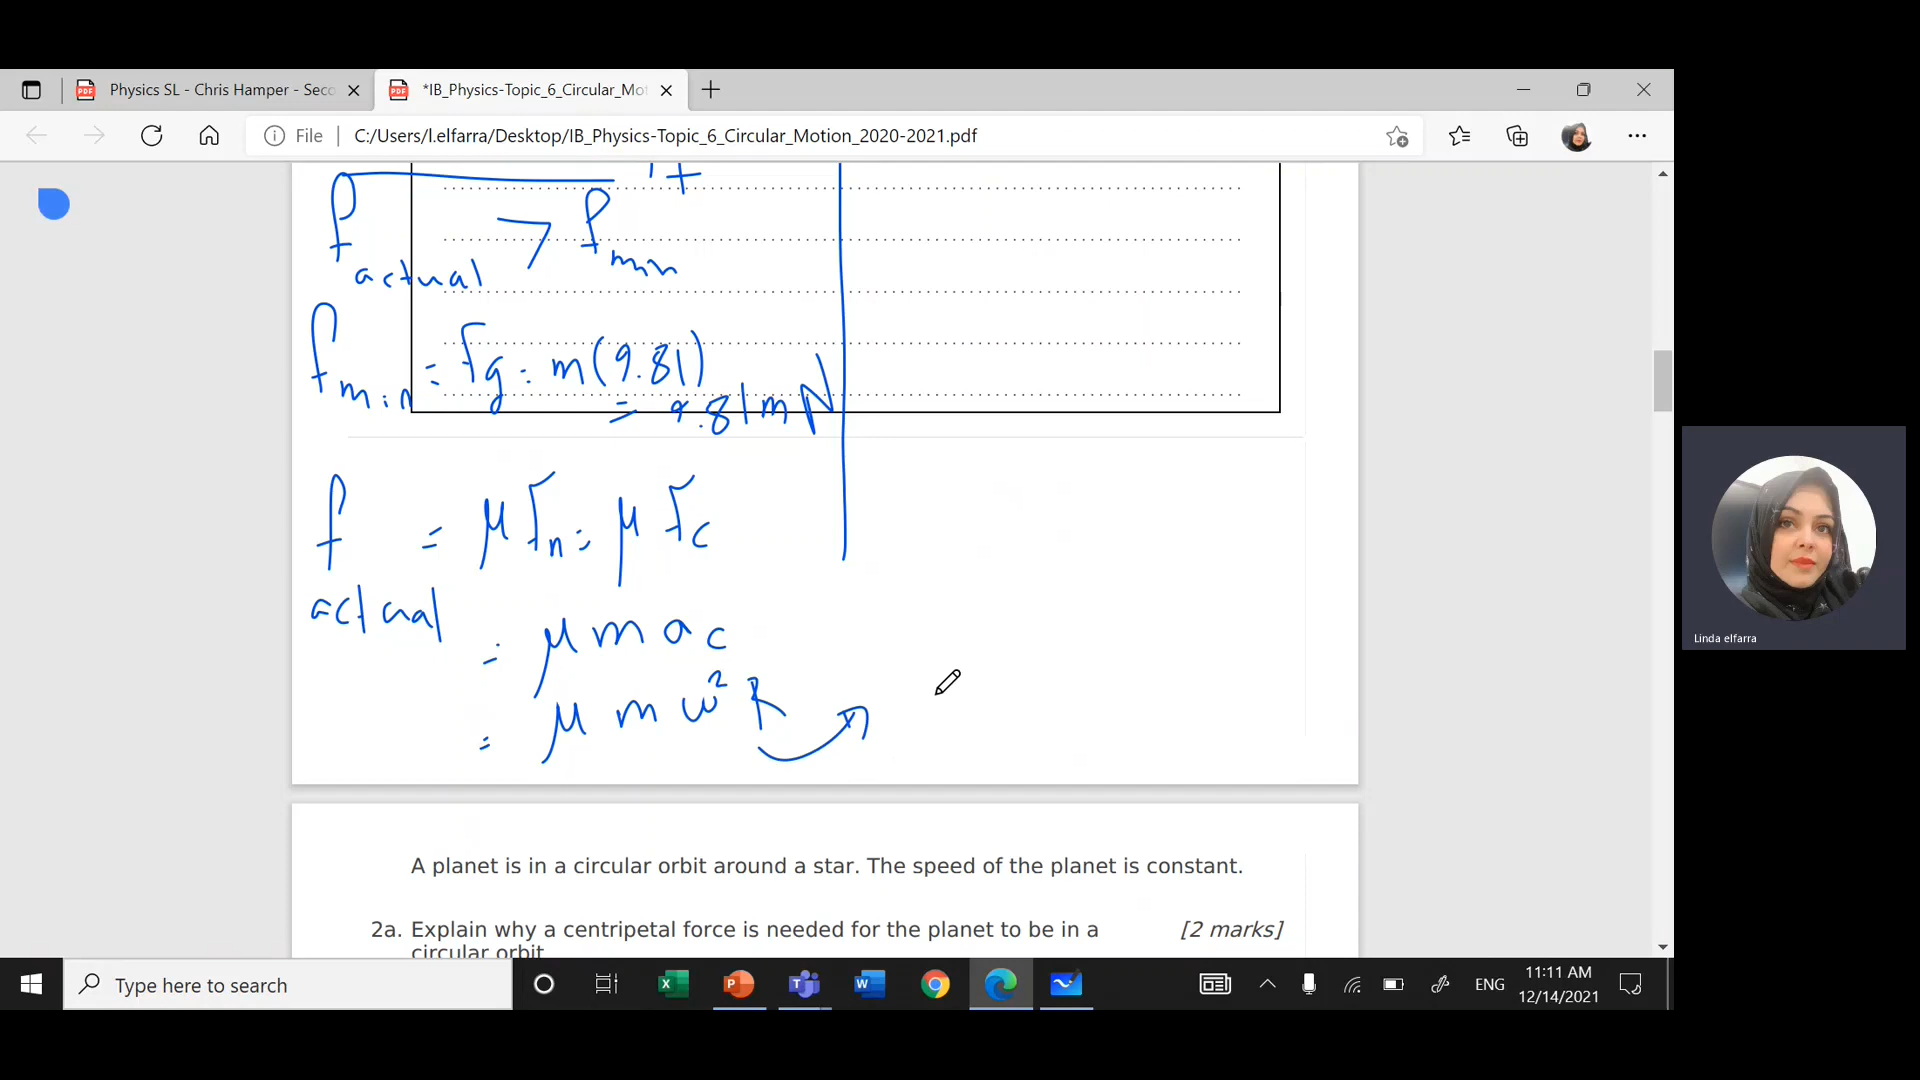 Physics SL - Chris Hamper - Seco
*IB_Physics-Topic_6_Circular_Mot
File
C:/Users/l.elfarra/Desktop/IB_Physics-Topic_6_Circular_Motion_2020-2021.pdf
f actual > f min
f min = Fg = m(9.81)
= 9.81m N
f actual = μ Fn = μ Fc
= μ m a c
= μ m ω² R
Linda elfarra
A planet is in a circular orbit around a star. The speed of the planet is constant.
2a. Explain why a centripetal force is needed for the planet to be in a [2 marks]
circular orbit
Type here to search
ENG
11:11 AM
12/14/2021